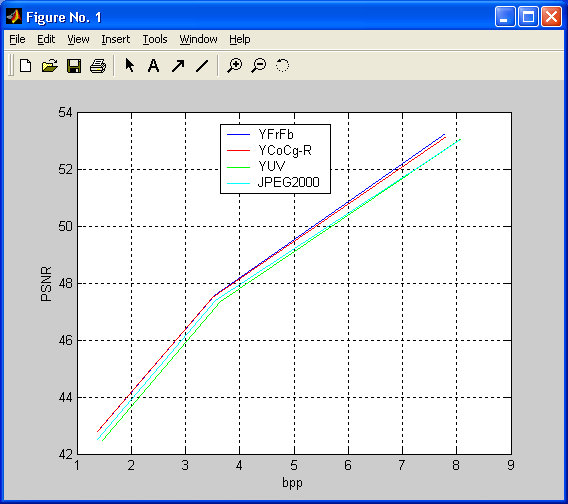 Figure No. 1
File Edit View Insert Tools Window Help
54
52
50
48
46
44
42
PSNR
YFrFb
YCoCg-R
YUV
JPEG2000
1 2 3 4 5 6 7 8 9
bpp